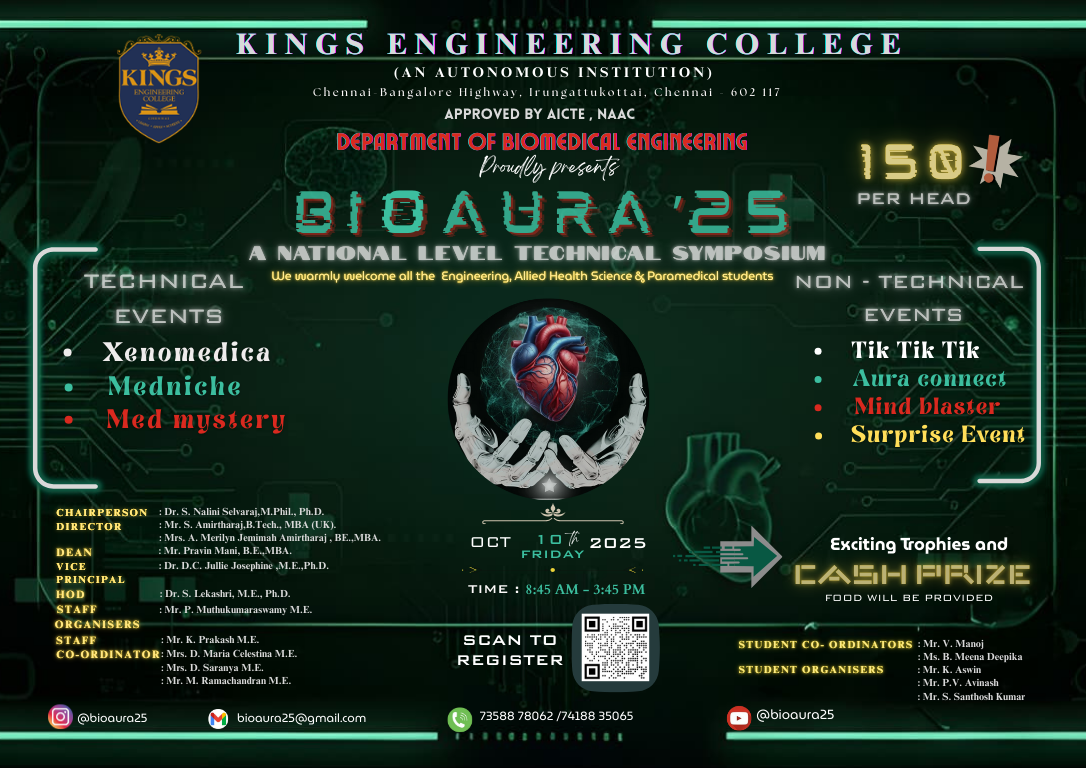 KINGS ENGINEERING COLLEGE
KINGS
ENGINEERING
COLLEGE
CHENNAI
(AN AUTONOMOUS INSTITUTION)
Chennai-Bangalore Highway, Irungattukottai, Chennai - 602 117
APPROVED BY AICTE , NAAC
DEPARTMENT OF BIOMEDICAL ENGINEERING
Proudly presents
BIOAURA '25
A NATIONAL LEVEL TECHNICAL SYMPOSIUM
We warmly welcome all the Engineering, Allied Health Science & Paramedical students
150!
PER HEAD
TECHNICAL
EVENTS
• Xenomedica
• Medniche
• Med mystery
NON - TECHNICAL
EVENTS
• Tik Tik Tik
• Aura connect
• Mind blaster
• Surprise Event
CHAIRPERSON : Dr. S. Nalini Selvaraj,M.Phil., Ph.D.
DIRECTOR : Mr. S. Amirtharaj,B.Tech., MBA (UK).
: Mrs. A. Merilyn Jemimah Amirtharaj , BE.,MBA.
DEAN : Mr. Pravin Mani, B.E.,MBA.
VICE : Dr. D.C. Jullie Josephine ,M.E.,Ph.D.
PRINCIPAL
HOD : Dr. S. Lekashri, M.E., Ph.D.
STAFF : Mr. P. Muthukumaraswamy M.E.
ORGANISERS
STAFF : Mr. K. Prakash M.E.
CO-ORDINATOR : Mrs. D. Maria Celestina M.E.
: Mrs. D. Saranya M.E.
: Mr. M. Ramachandran M.E.
OCT 10th FRIDAY 2025
TIME : 8:45 AM – 3:45 PM
SCAN TO
REGISTER
Exciting Trophies and
CASH PRIZE
FOOD WILL BE PROVIDED
STUDENT CO- ORDINATORS : Mr. V. Manoj
: Ms. B. Meena Deepika
STUDENT ORGANISERS : Mr. K. Aswin
: Mr. P.V. Avinash
: Mr. S. Santhosh Kumar
@bioaura25
bioaura25@gmail.com
73588 78062 /74188 35065
@bioaura25